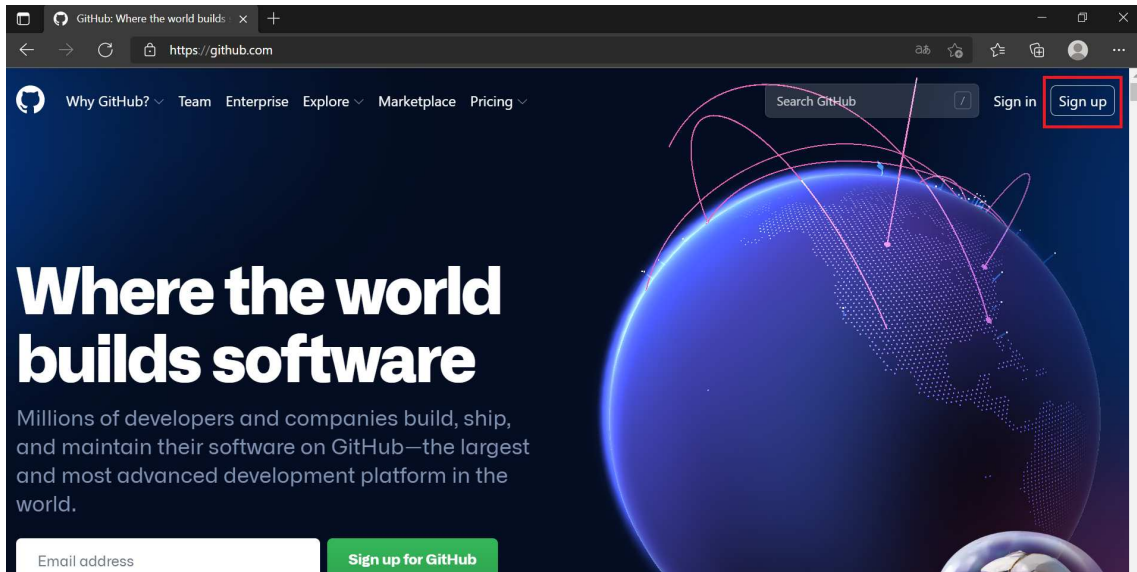 GitHub: Where the world builds
https://github.com
Why GitHub? Team Enterprise Explore Marketplace Pricing Search GitHub / Sign in Sign up
Where the world
builds software
Millions of developers and companies build, ship,
and maintain their software on GitHub—the largest
and most advanced development platform in the
world.
Email address Sign up for GitHub